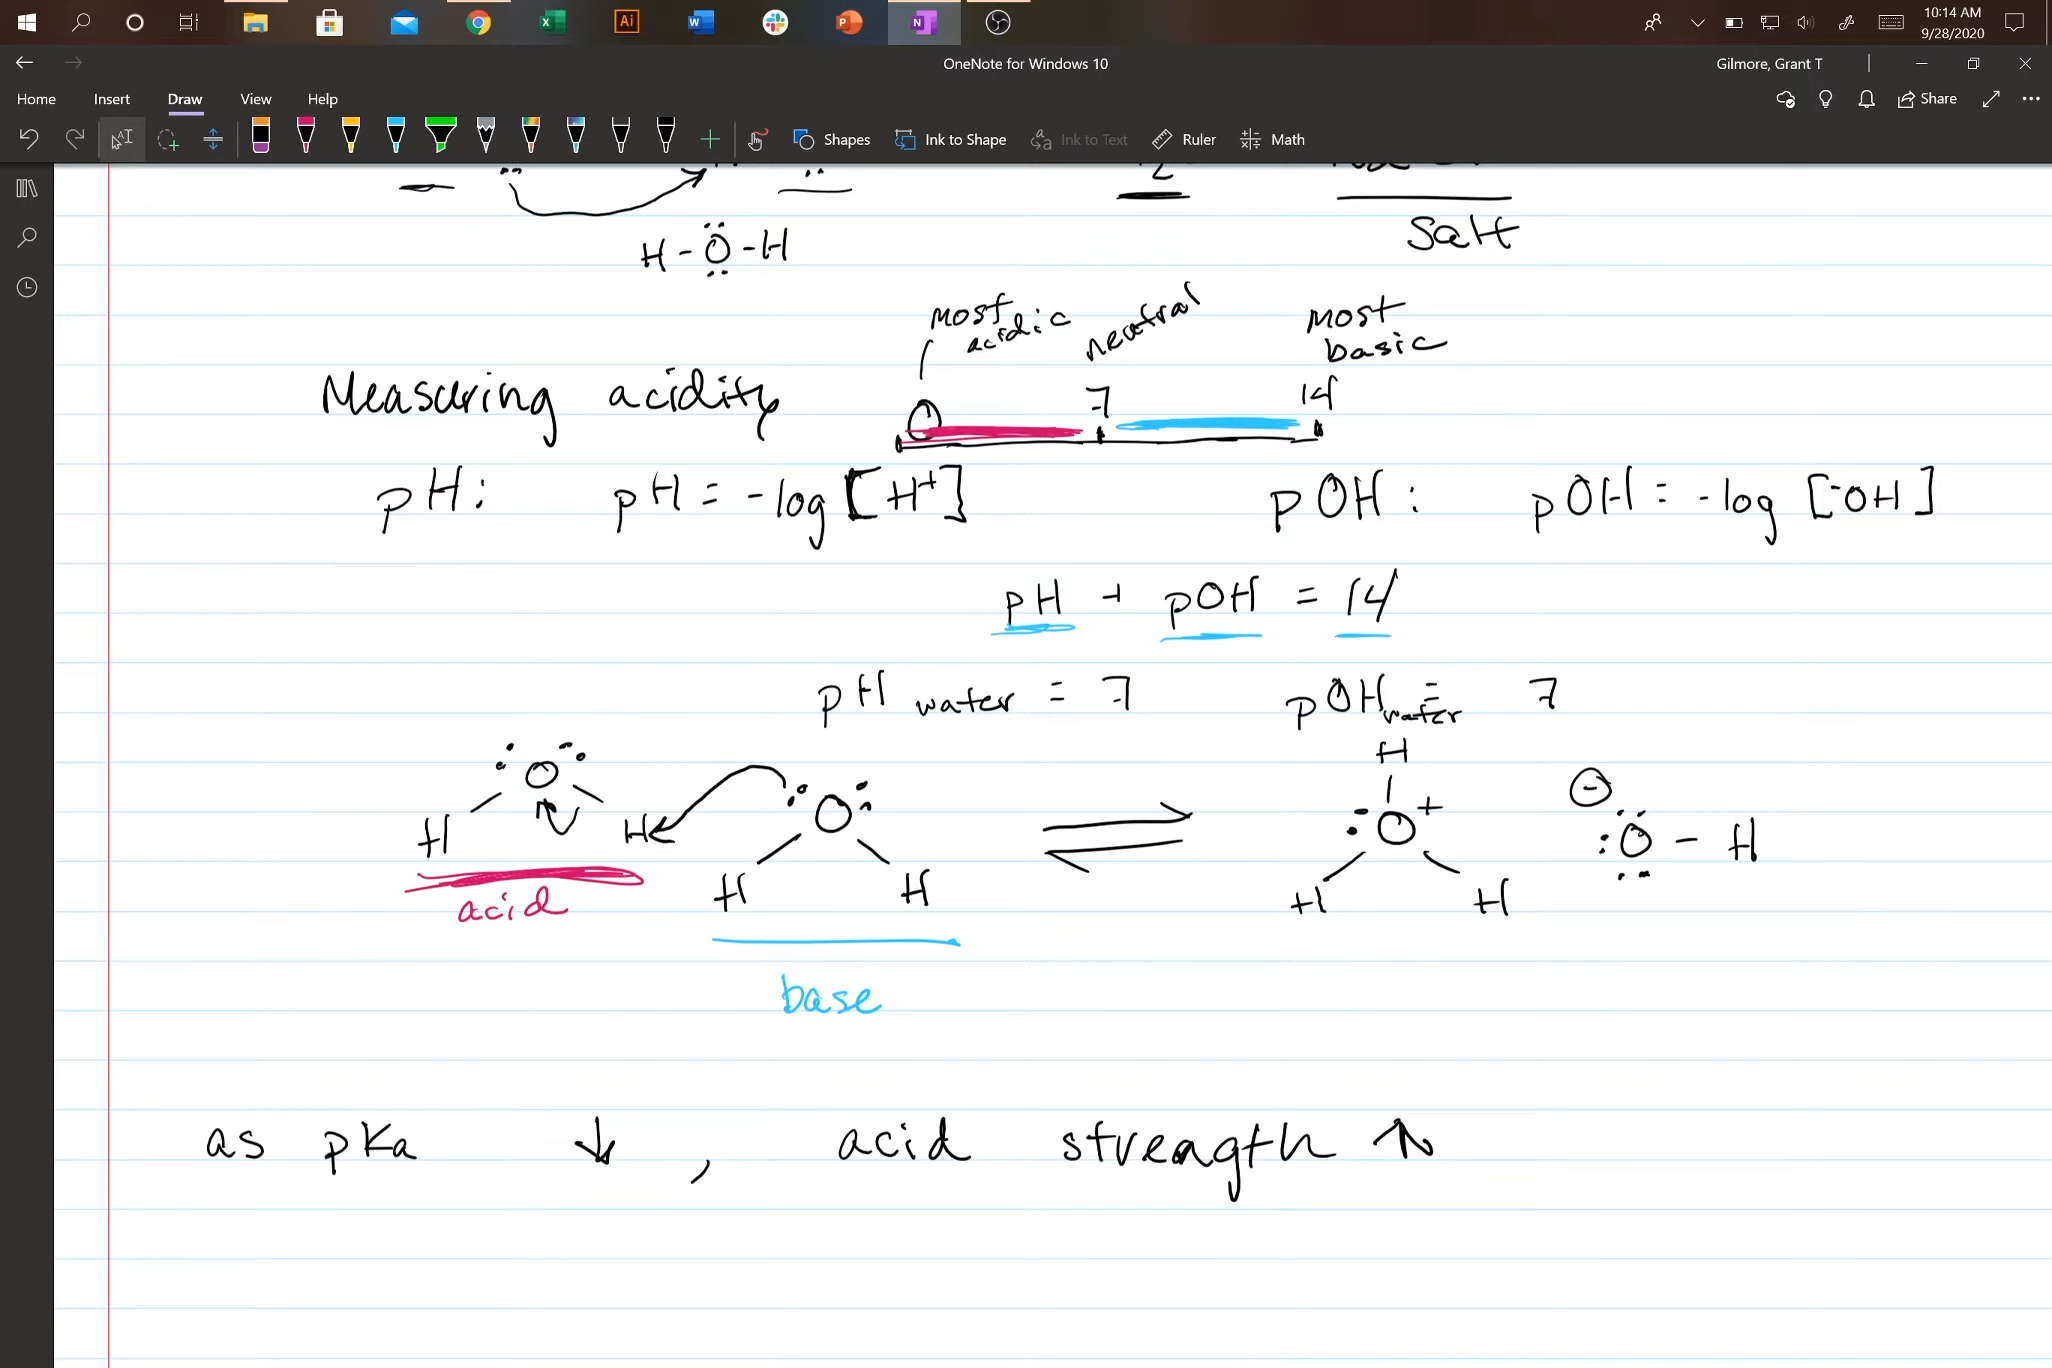 10:14 AM
9/28/2020
OneNote for Windows 10
Gilmore, Grant T
Home Insert Draw View Help
Share
Shapes Ink to Shape Ink to Text Ruler Math
2
Salt
H - O - H
most acidic
neutral
most basic
Measuring acidity
0 7 14
pH: pH = -log [H+] pOH: pOH = -log [-OH]
pH + pOH = 14
pH water = 7 pOH water = 7
H O H
O H H
H O+ H H
- O - H
acid
base
as pKa ↓, acid strength ↑